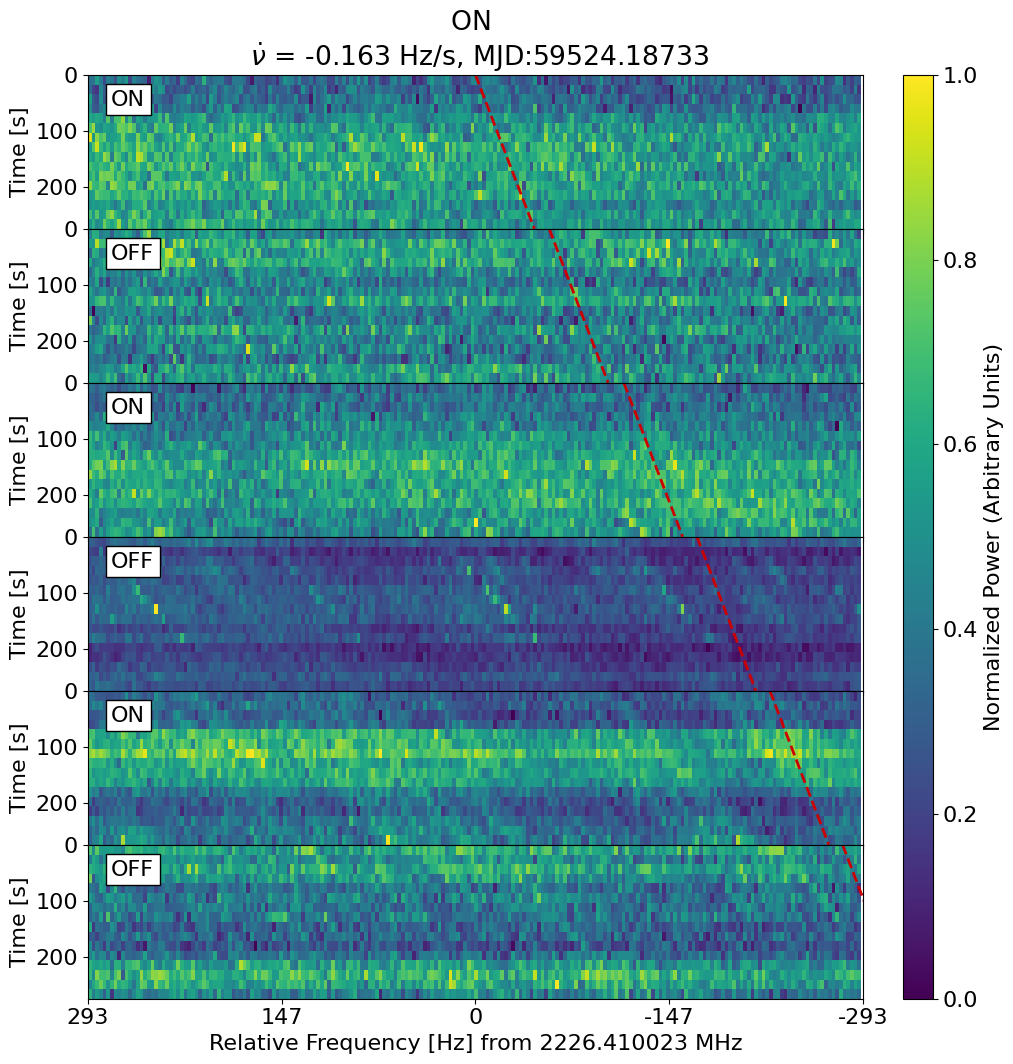 ON
ν̇ = -0.163 Hz/s, MJD:59524.18733
0
ON
100
200
Time [s]
0
OFF
100
200
Time [s]
0
ON
100
200
Time [s]
0
OFF
100
200
Time [s]
0
ON
100
200
Time [s]
0
OFF
100
200
Time [s]
293 147 0 -147 -293
Relative Frequency [Hz] from 2226.410023 MHz
1.0
0.8
0.6
0.4
0.2
0.0
Normalized Power (Arbitrary Units)